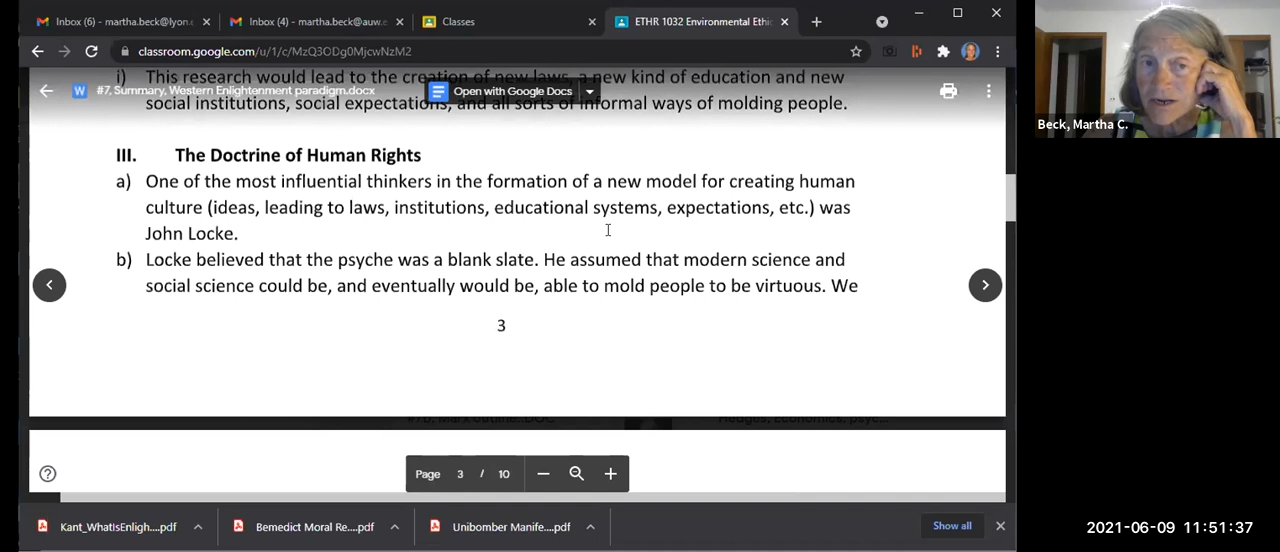 Inbox (6) - martha.beck@lyon.e
Inbox (4) - martha.beck@auw.e
Classes
ETHR 1032 Environmental Ethic
classroom.google.com/u/1/c/MzQ3ODg0MjcwNzM2
i) This research would lead to the creation of new laws, a new kind of education and new
#7, Summary, Western Enlightenment paradigm.docx
Open with Google Docs
social institutions, social expectations, and all sorts of informal ways of molding people.
III. The Doctrine of Human Rights
a) One of the most influential thinkers in the formation of a new model for creating human
culture (ideas, leading to laws, institutions, educational systems, expectations, etc.) was
John Locke.
b) Locke believed that the psyche was a blank slate. He assumed that modern science and
social science could be, and eventually would be, able to mold people to be virtuous. We
3
Page 3 / 10
Kant_WhatIsEnligh....pdf
Bemedict Moral Re....pdf
Unibomber Manife....pdf
Show all
Beck, Martha C.
2021-06-09 11:51:37